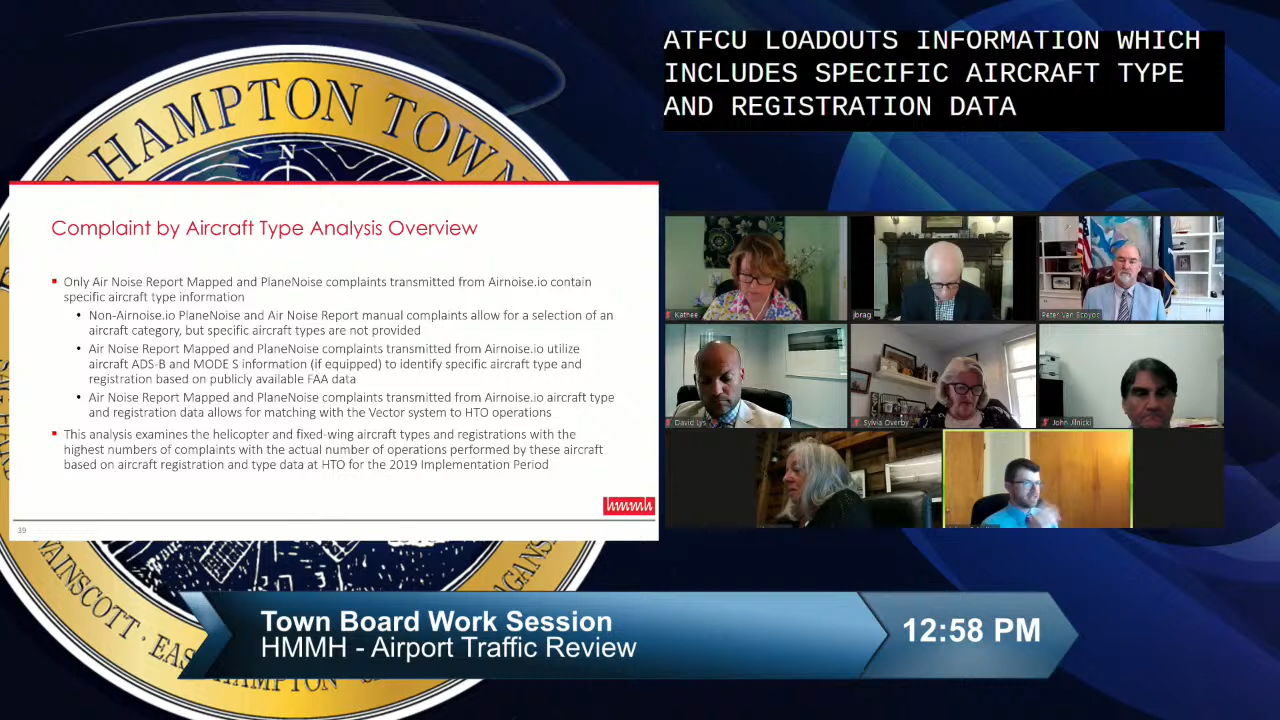 ATFCU LOADOUTS INFORMATION WHICH
INCLUDES SPECIFIC AIRCRAFT TYPE
AND REGISTRATION DATA
HAMPTON TOWN
N
Complaint by Aircraft Type Analysis Overview
Only Air Noise Report Mapped and PlaneNoise complaints transmitted from Airnoise.io contain
specific aircraft type information
Non-Airnoise.io PlaneNoise and Air Noise Report manual complaints allow for a selection of an
aircraft category, but specific aircraft types are not provided
Air Noise Report Mapped and PlaneNoise complaints transmitted from Airnoise.io utilize
aircraft ADS-B and MODE S information (if equipped) to identify specific aircraft type and
registration based on publicly available FAA data
Air Noise Report Mapped and PlaneNoise complaints transmitted from Airnoise.io aircraft type
and registration data allows for matching with the Vector system to HTO operations
This analysis examines the helicopter and fixed-wing aircraft types and registrations with the
highest numbers of complaints with the actual number of operations performed by these aircraft
based on aircraft registration and type data at HTO for the 2019 Implementation Period
hmmh
39
Kathee
jbrag
Peter Van Scoyoc
David Lys
Sylvia Overby
John Jilnicki
WAINSCOTT · EAS
Town Board Work Session
HMMH - Airport Traffic Review
12:58 PM